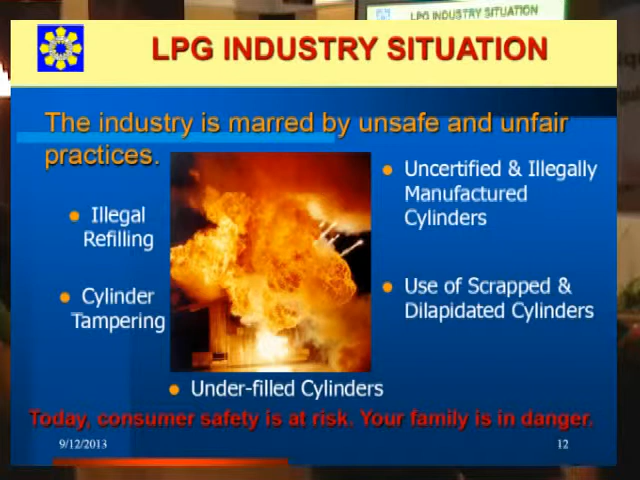 LPG INDUSTRY SITUATION
LPG INDUSTRY SITUATION
The industry is marred by unsafe and unfair
practices.
Illegal
Refilling
Cylinder
Tampering
Uncertified & Illegally
Manufactured
Cylinders
Use of Scrapped &
Dilapidated Cylinders
Under-filled Cylinders
Today, consumer safety is at risk. Your family is in danger.
9/12/2013
12